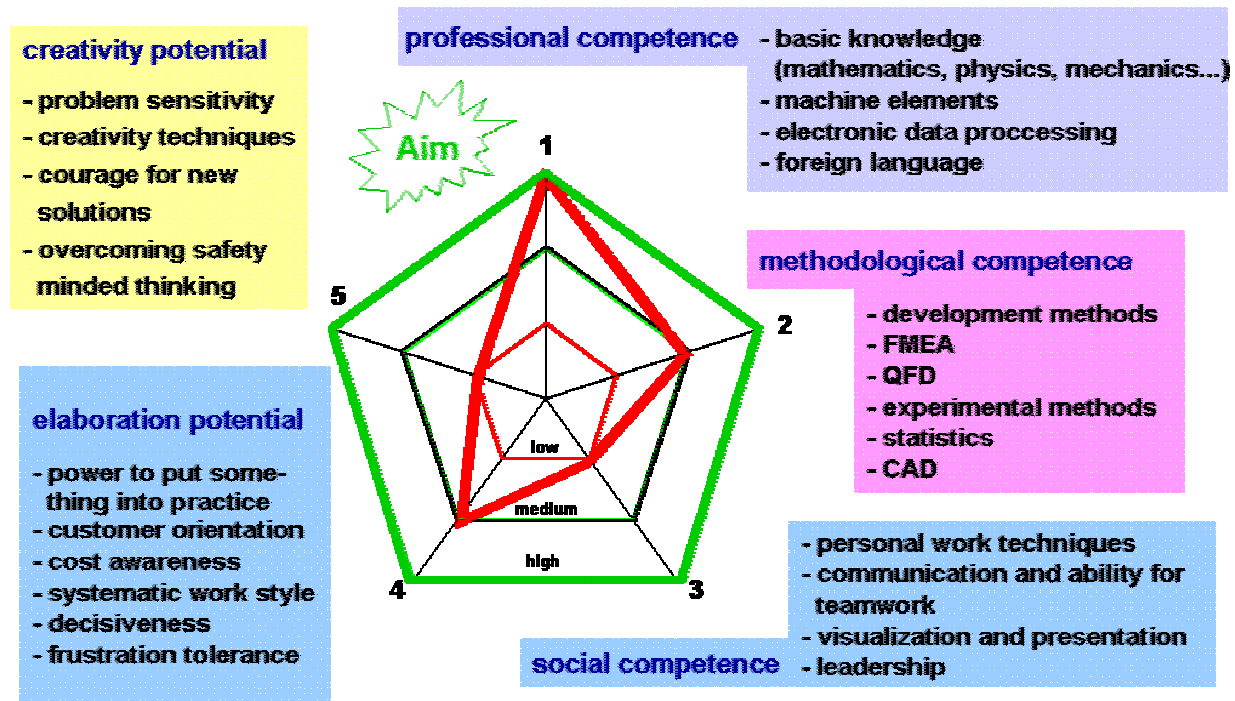 creativity potential
- problem sensitivity
- creativity techniques
- courage for new
solutions
- overcoming safety
minded thinking
professional competence
- basic knowledge
(mathematics, physics, mechanics...)
- machine elements
- electronic data proccessing
- foreign language
Aim
1
2
3
4
5
low
medium
high
methodological competence
- development methods
- FMEA
- QFD
- experimental methods
- statistics
- CAD
elaboration potential
- power to put some-
thing into practice
- customer orientation
- cost awareness
- systematic work style
- decisiveness
- frustration tolerance
social competence
- personal work techniques
- communication and ability for
teamwork
- visualization and presentation
- leadership